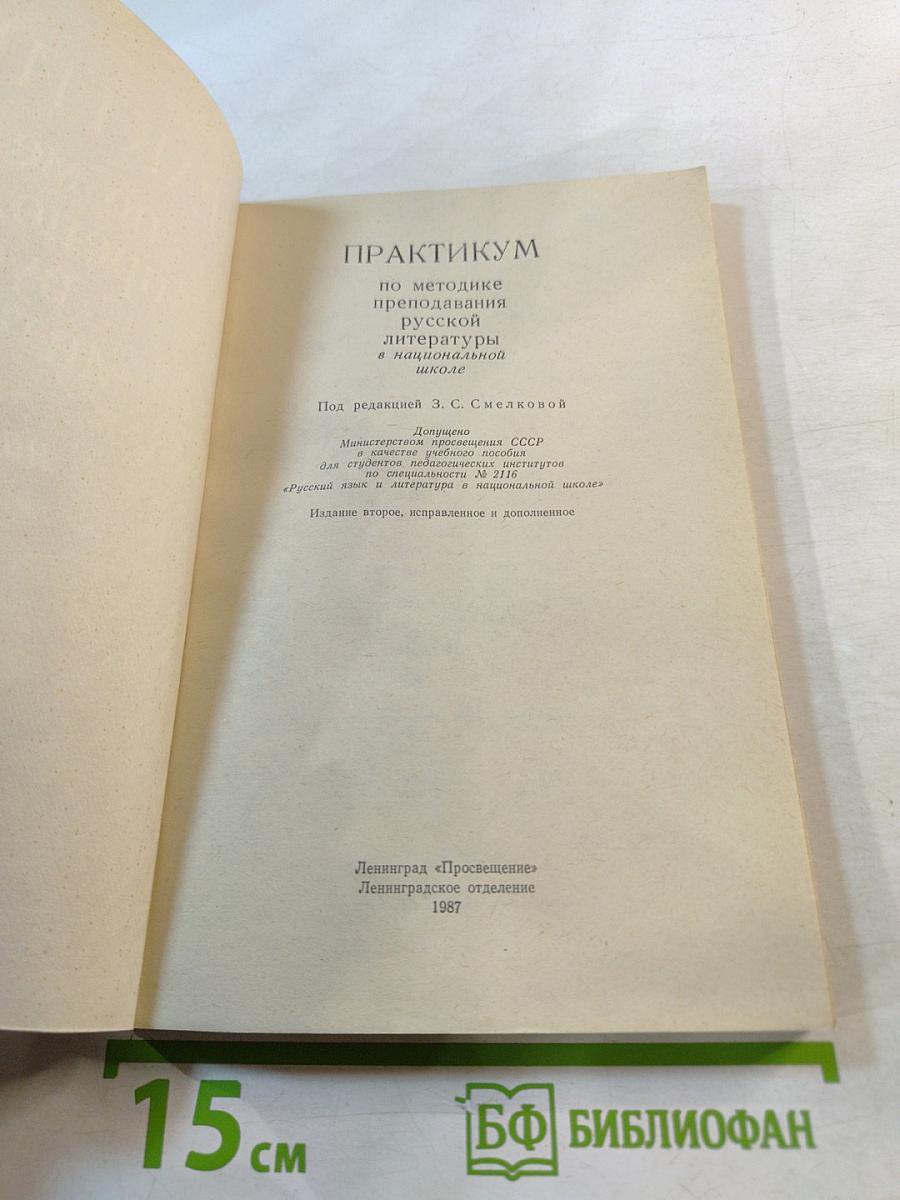 ПРАКТИКУМ
по методике
преподавания
русской
литературы
в национальной
школе
Под редакцией З. С. Смелковой
Допущено
Министерством просвещения СССР
в качестве учебного пособия
для студентов педагогических институтов
по специальности № 2116
«Русский язык и литература в национальной школе»
Издание второе, исправленное и дополненное
Ленинград «Просвещение»
Ленинградское отделение
1987
15 см
БФ БИБЛИОФАН